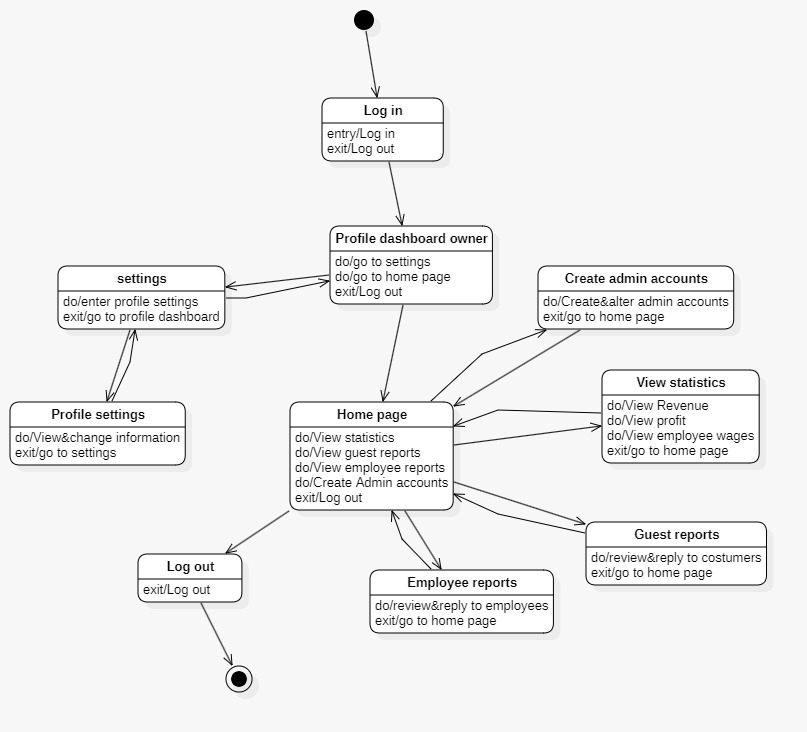 Log in
entry/Log in
exit/Log out
Profile dashboard owner
do/go to settings
do/go to home page
exit/Log out
settings
do/enter profile settings
exit/go to profile dashboard
Create admin accounts
do/Create&alter admin accounts
exit/go to home page
Profile settings
do/View&change information
exit/go to settings
Home page
do/View statistics
do/View guest reports
do/View employee reports
do/Create Admin accounts
exit/Log out
View statistics
do/View Revenue
do/View profit
do/View employee wages
exit/go to home page
Guest reports
do/review&reply to costumers
exit/go to home page
Log out
exit/Log out
Employee reports
do/review&reply to employees
exit/go to home page